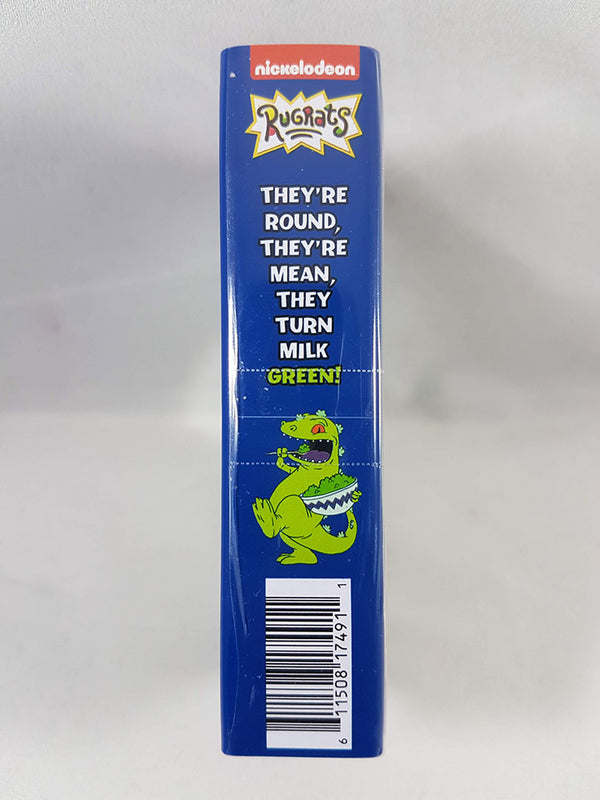 nickelodeon
RUGRATS
THEY'RE
ROUND,
THEY'RE
MEAN,
THEY
TURN
MILK
GREEN!
6 11508 17491 1